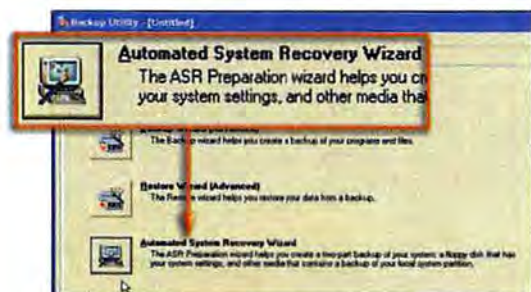 Backup Utility - [Untitled]
Automated System Recovery Wizard
The ASR Preparation wizard helps you cr
your system settings, and other media that
The Backup wizard helps you create a backup of your programs and files.
Restore Wizard (Advanced)
The Restore wizard helps you restore your data from a backup.
Automated System Recovery Wizard
The ASR Preparation wizard helps you create a two-part backup of your system: a floppy disk that has
your system settings, and other media that contains a backup of your local system partition.